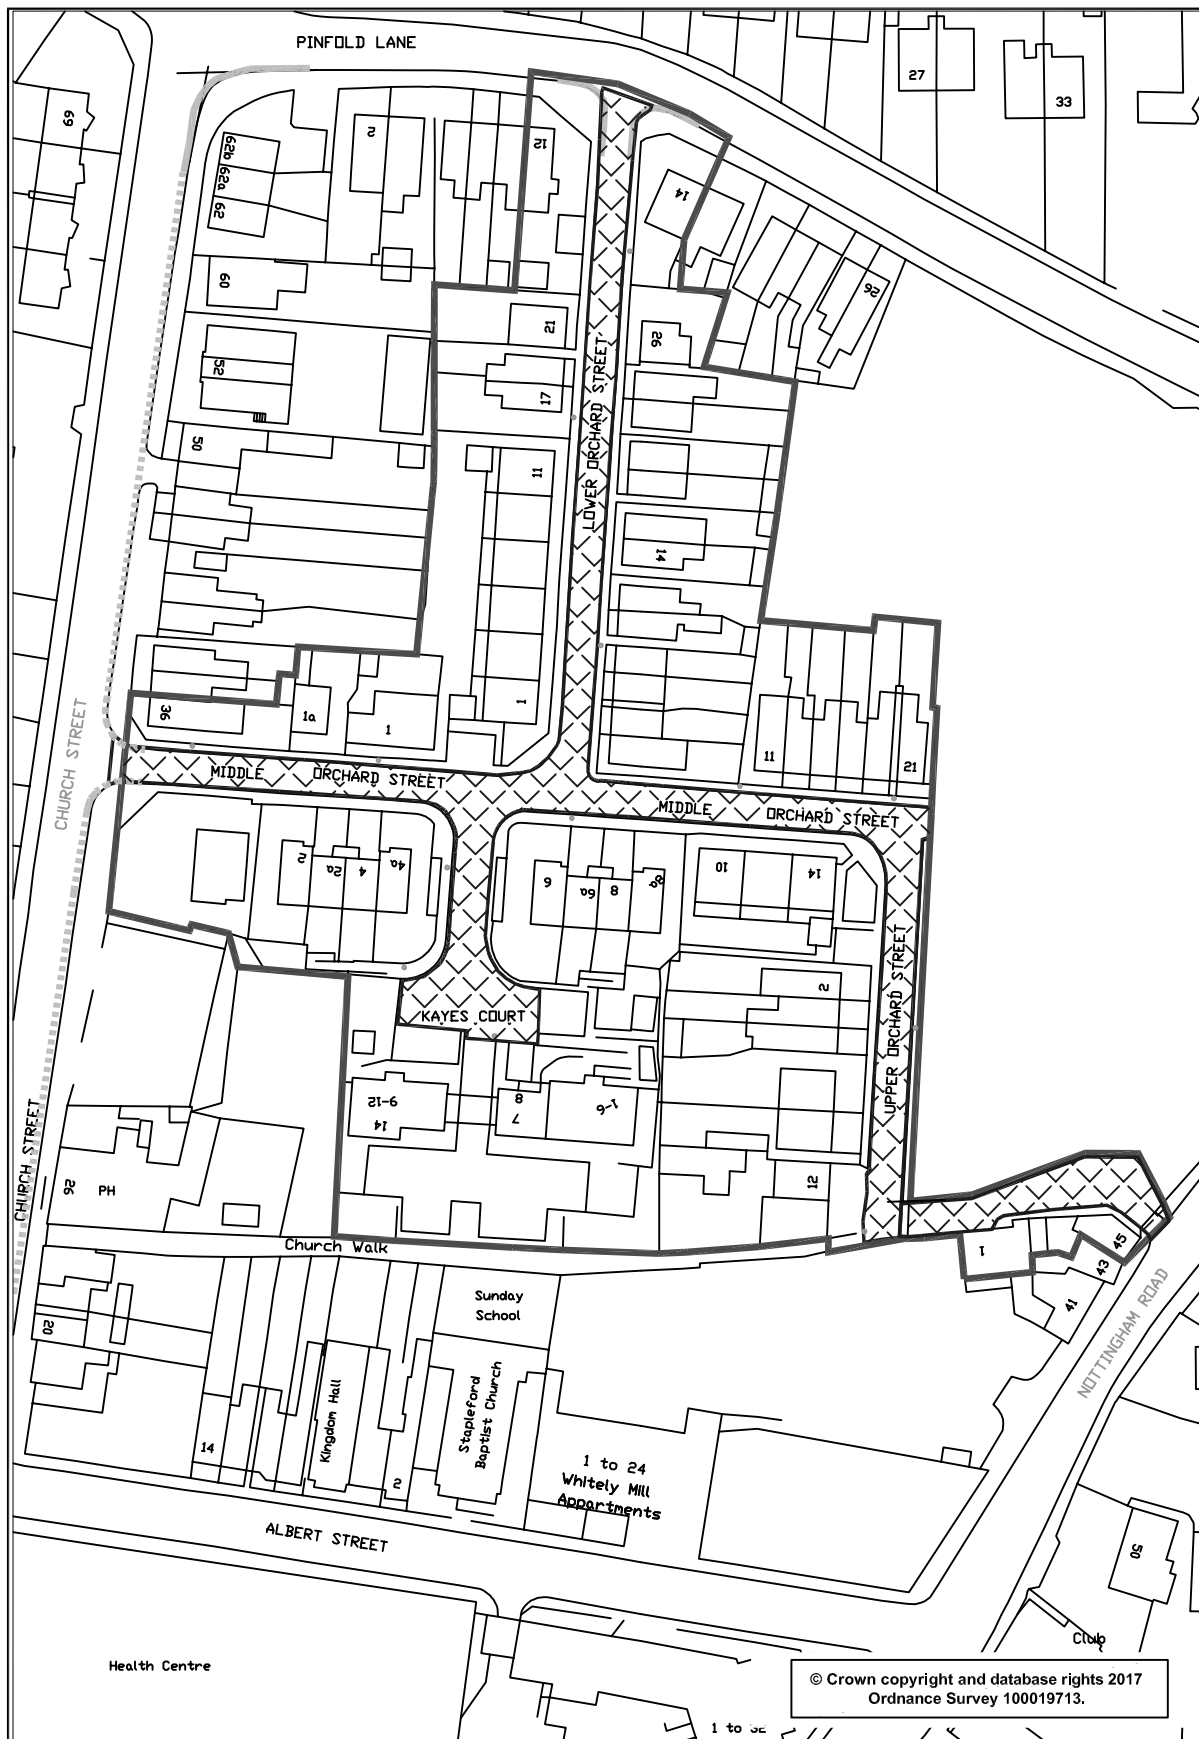 PINFOLD LANE
27
33
69
62b
62a
62
2
12
14
60
26
21
26
52
17
50
11
LOWER ORCHARD STREET
14
36
1a
1
1
11
21
CHURCH STREET
MIDDLE ORCHARD STREET
MIDDLE ORCHARD STREET
2
2a
4
4a
6
6a
8
8a
10
14
2
UPPER ORCHARD STREET
KAYES COURT
9-12
14
8
7
1-6
12
CHURCH STREET
26
PH
Church Walk
1
45
43
41
NOTTINGHAM ROAD
20
Sunday
School
Kingdom Hall
Stapleford
Baptist Church
14
2
1 to 24
Whitely Mill
Appartments
ALBERT STREET
50
Club
Health Centre
© Crown copyright and database rights 2017
Ordnance Survey 100019713.
1 to